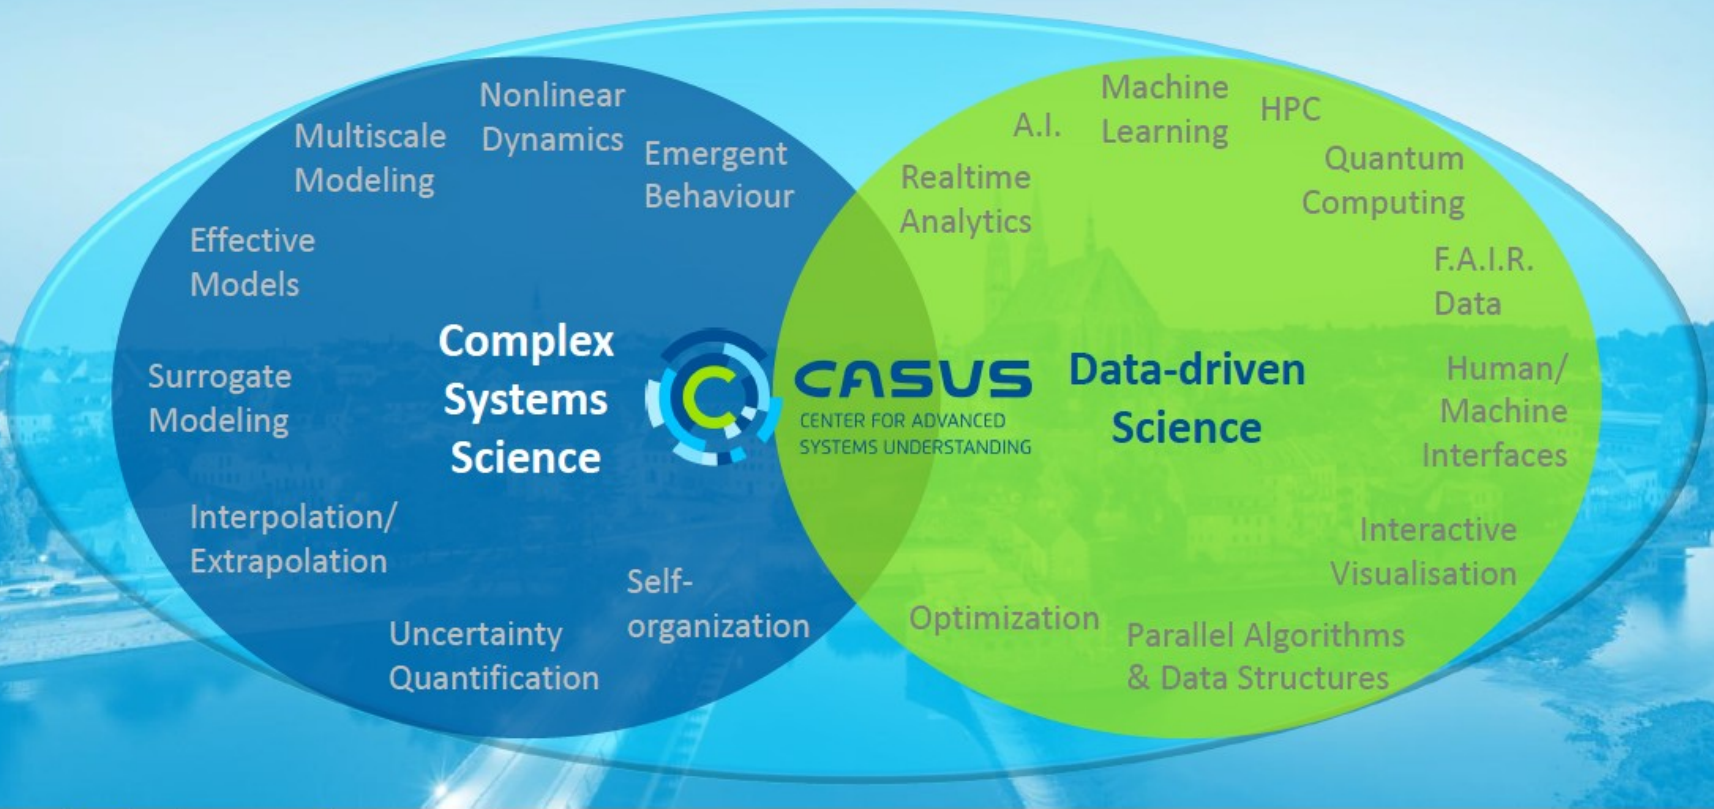 Nonlinear
Dynamics
Multiscale
Modeling
Emergent
Behaviour
Effective
Models
Surrogate
Modeling
Complex
Systems
Science
Interpolation/
Extrapolation
Uncertainty
Quantification
Self-
organization
CASUS
CENTER FOR ADVANCED
SYSTEMS UNDERSTANDING
Realtime
Analytics
A.I.
Machine
Learning
HPC
Quantum
Computing
F.A.I.R.
Data
Data-driven
Science
Human/
Machine
Interfaces
Interactive
Visualisation
Optimization
Parallel Algorithms
& Data Structures